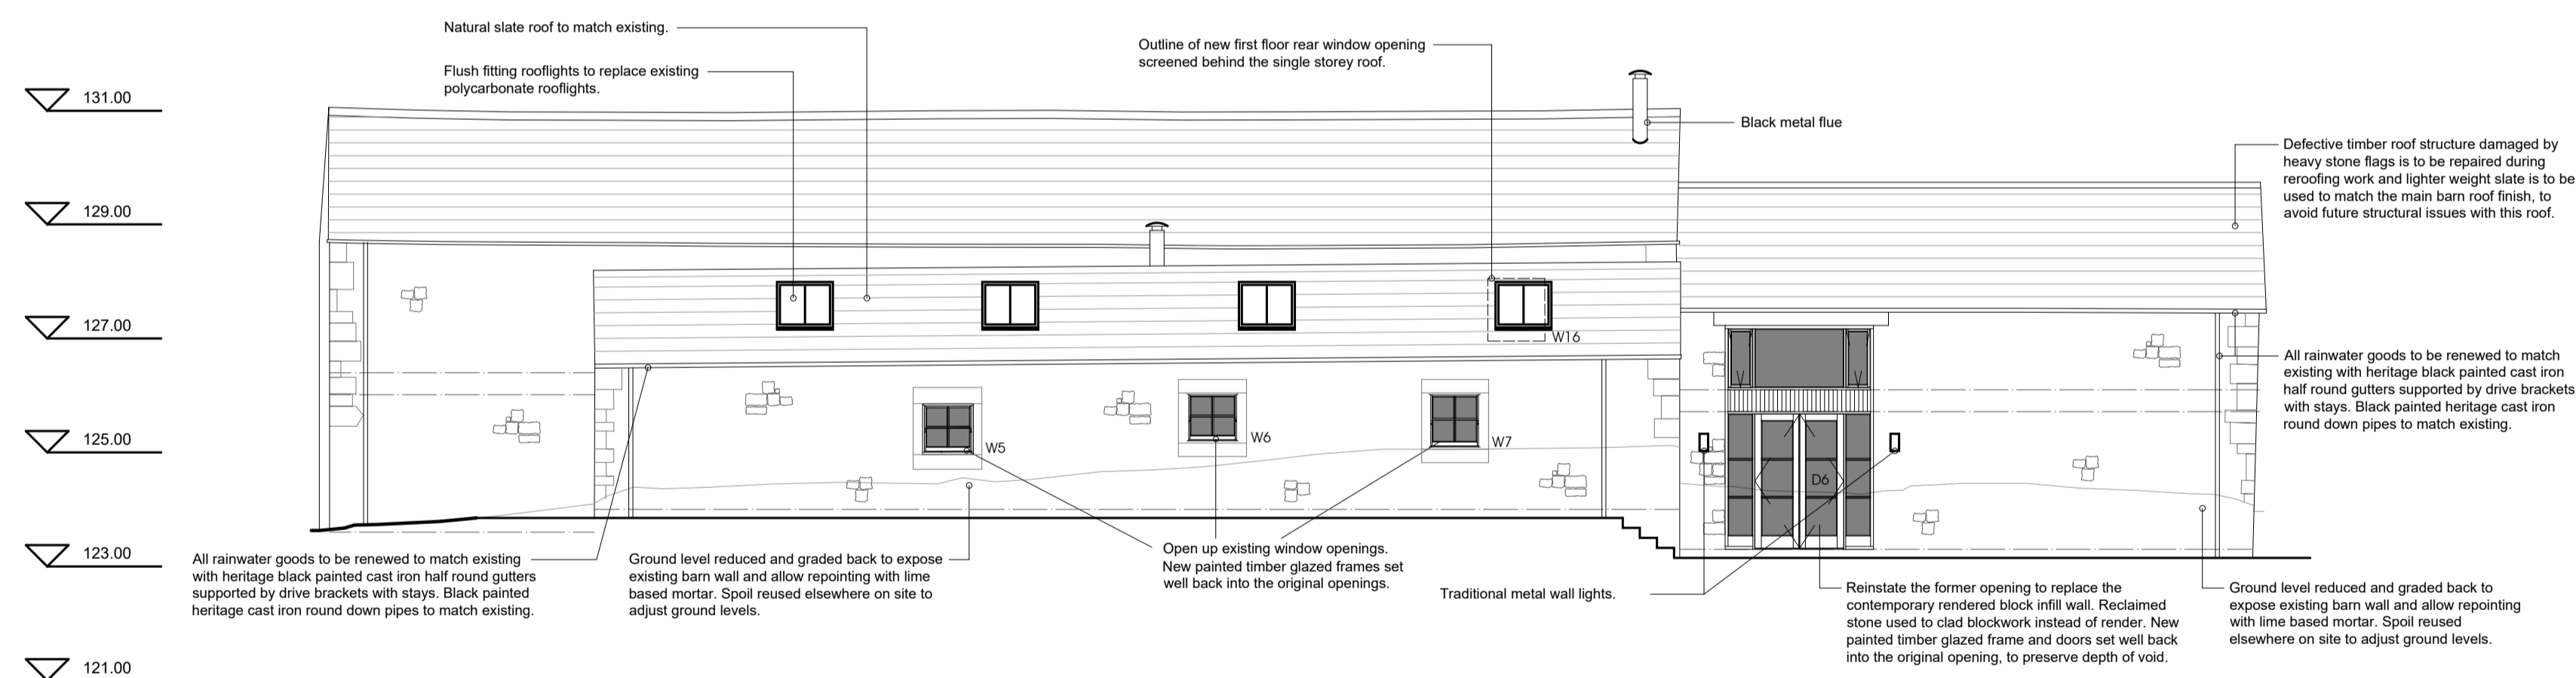 Natural slate roof to match existing.
Flush fitting rooflights to replace existing
polycarbonate rooflights.
Outline of new first floor rear window opening
screened behind the single storey roof.
131.00
Black metal flue
Defective timber roof structure damaged by
heavy stone flags is to be repaired during
reroofing work and lighter weight slate is to be
used to match the main barn roof finish, to
avoid future structural issues with this roof.
129.00
127.00
W16
All rainwater goods to be renewed to match
existing with heritage black painted cast iron
half round gutters supported by drive brackets
with stays. Black painted heritage cast iron
round down pipes to match existing.
125.00
W5
W6
W7
D6
123.00
All rainwater goods to be renewed to match existing
with heritage black painted cast iron half round gutters
supported by drive brackets with stays. Black painted
heritage cast iron round down pipes to match existing.
Ground level reduced and graded back to expose
existing barn wall and allow repointing with lime
based mortar. Spoil reused elsewhere on site to
adjust ground levels.
Open up existing window openings.
New painted timber glazed frames set
well back into the original openings.
Traditional metal wall lights.
Reinstate the former opening to replace the
contemporary rendered block infill wall. Reclaimed
stone used to clad blockwork instead of render. New
painted timber glazed frame and doors set well back
into the original opening, to preserve depth of void.
Ground level reduced and graded back to
expose existing barn wall and allow repointing
with lime based mortar. Spoil reused
elsewhere on site to adjust ground levels.
121.00